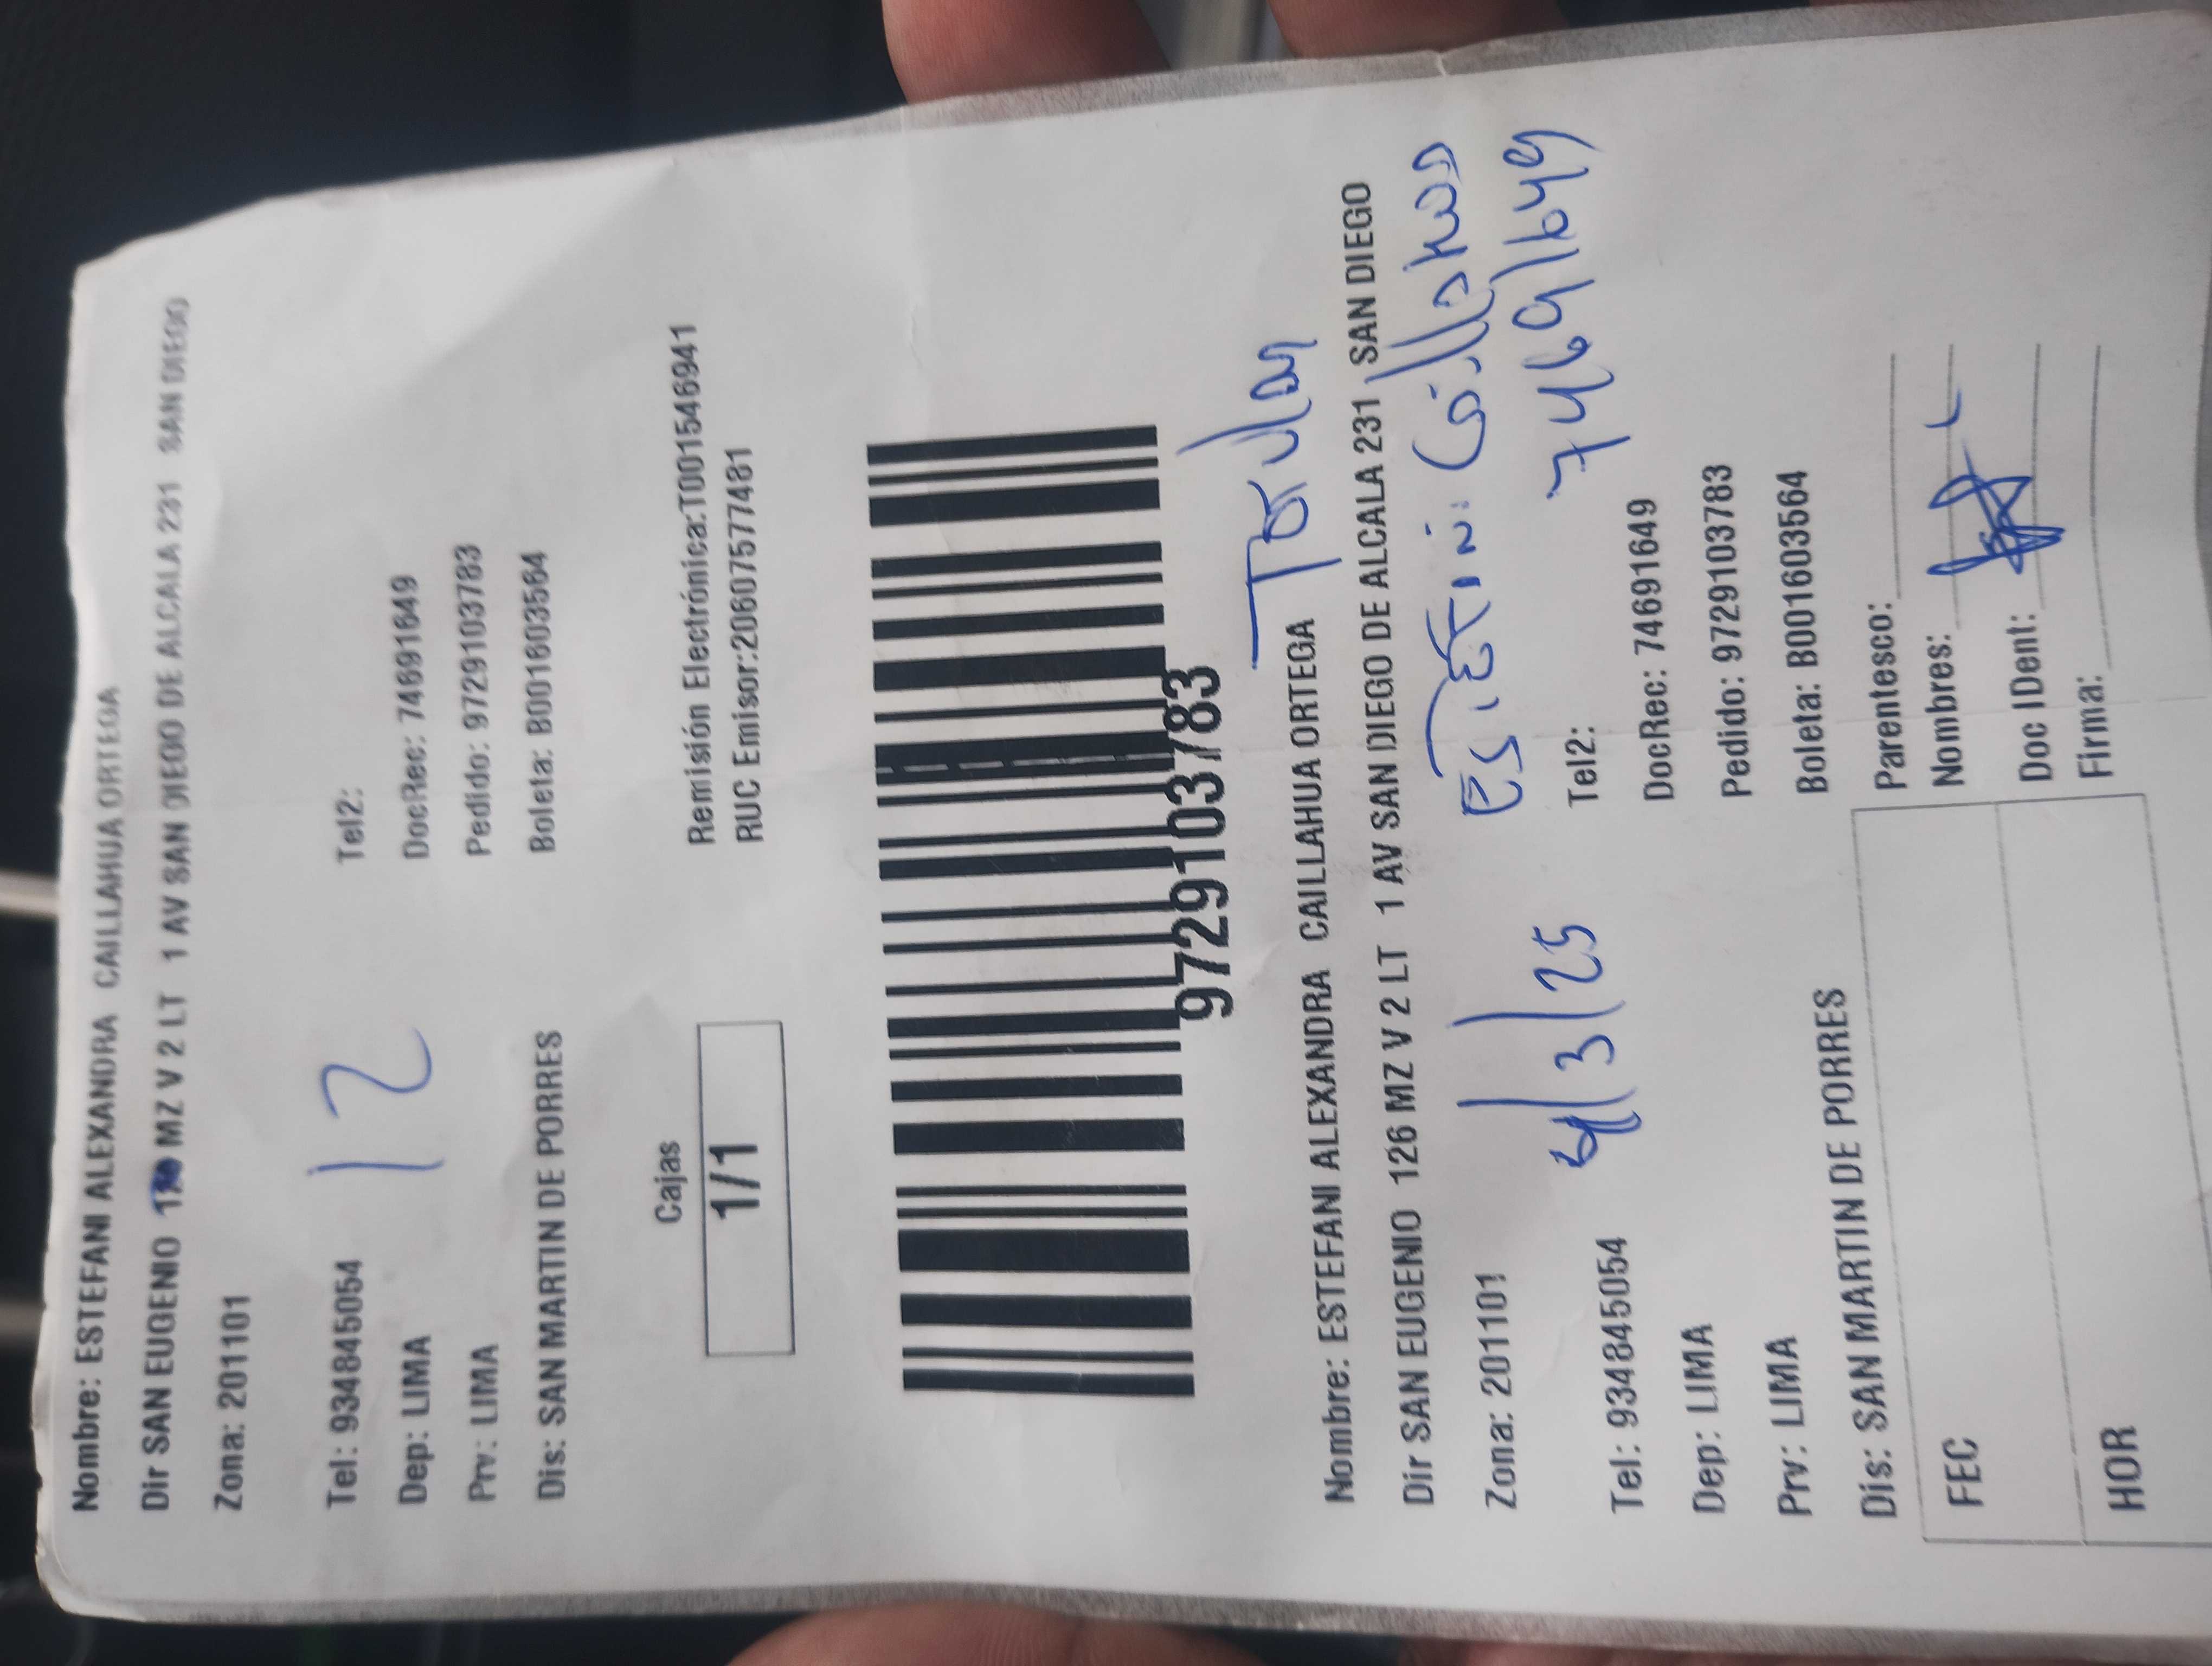 Nombre: ESTEFANI ALEXANDRA CAILLAHUA ORTEGA
Dir SAN EUGENIO MZ V 2 LT 1 AV SAN DIEGO DE ALCALA 231 SAN DIEGO
Zona: 201101
12
Tel: 934845054 Tel2:
Dep: LIMA DocRec: 74691649
Prv: LIMA Pedido: 9729103783
Dis: SAN MARTIN DE PORRES Boleta: B001603564
Cajas
1/1
Remisión Electrónica:T001546941
RUC Emisor:20607577481
9729103783
Titular
Nombre: ESTEFANI ALEXANDRA CAILLAHUA ORTEGA
Dir SAN EUGENIO 126 MZ V 2 LT 1 AV SAN DIEGO DE ALCALA 231 SAN DIEGO
Zona: 201101
4/3/25
74691649
Tel: 934845054 Tel2:
Dep: LIMA DocRec: 74691649
Prv: LIMA Pedido: 9729103783
Dis: SAN MARTIN DE PORRES Boleta: B001603564
FEC
HOR
Parentesco:
Nombres:
Doc IDent:
Firma: